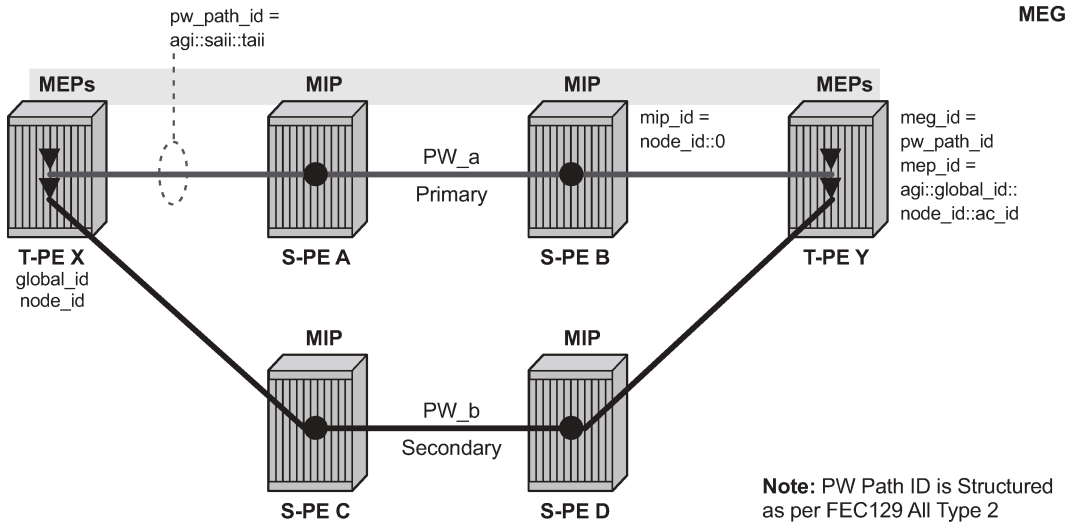 MEG
pw_path_id =
agi::saii::taii
MEPs
MIP
MIP
MEPs
mip_id =
node_id::0
meg_id =
pw_path_id
mep_id =
agi::global_id::
node_id::ac_id
PW_a
Primary
T-PE X
global_id
node_id
S-PE A
S-PE B
T-PE Y
MIP
MIP
PW_b
Secondary
S-PE C
S-PE D
Note: PW Path ID is Structured
as per FEC129 All Type 2